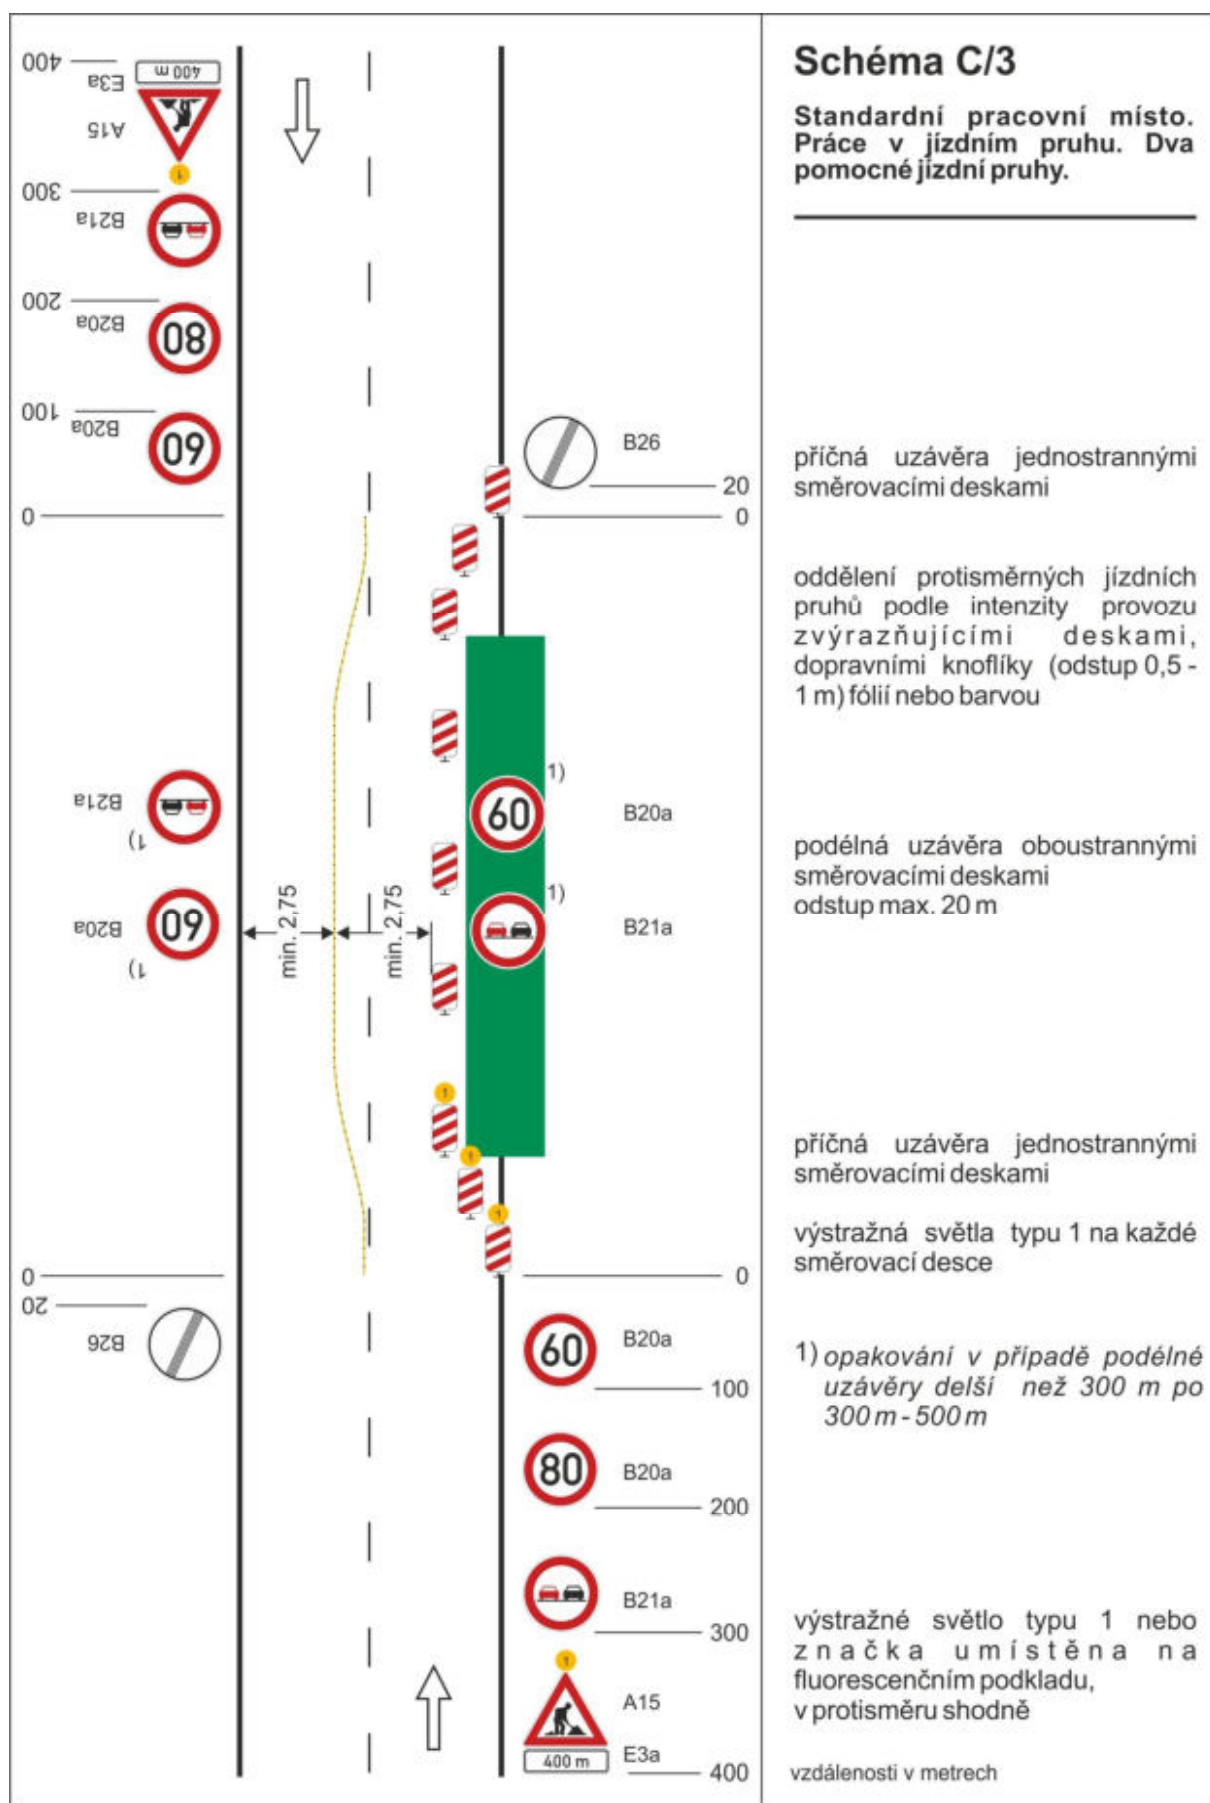 Schéma C/3
Standardní pracovní místo.
Práce v jízdním pruhu. Dva
pomocné jízdní pruhy.
400
E3a
400 m
A15
1
300
B21a
200
B20a
80
100
B20a
60
0
B26
20
0
příčná uzávěra jednostrannými
směrovacími deskami
oddělení protisměrných jízdních
pruhů podle intenzity provozu
zvýrazňujícími deskami,
dopravními knoflíky (odstup 0,5 -
1 m) fólií nebo barvou
B21a
1)
1)
60
B20a
podélná uzávěra oboustrannými
směrovacími deskami
odstup max. 20 m
B20a
1)
60
min. 2,75
min. 2,75
1)
B21a
1
1
1
příčná uzávěra jednostrannými
směrovacími deskami
výstražná světla typu 1 na každé
směrovací desce
0
0
20
B26
60
B20a
100
1) opakování v případě podélné
uzávěry delší než 300 m po
300 m - 500 m
80
B20a
200
B21a
300
1
A15
400 m
E3a
400
výstražné světlo typu 1 nebo
značka umístěna na
fluorescenčním podkladu,
v protisměru shodně
vzdálenosti v metrech